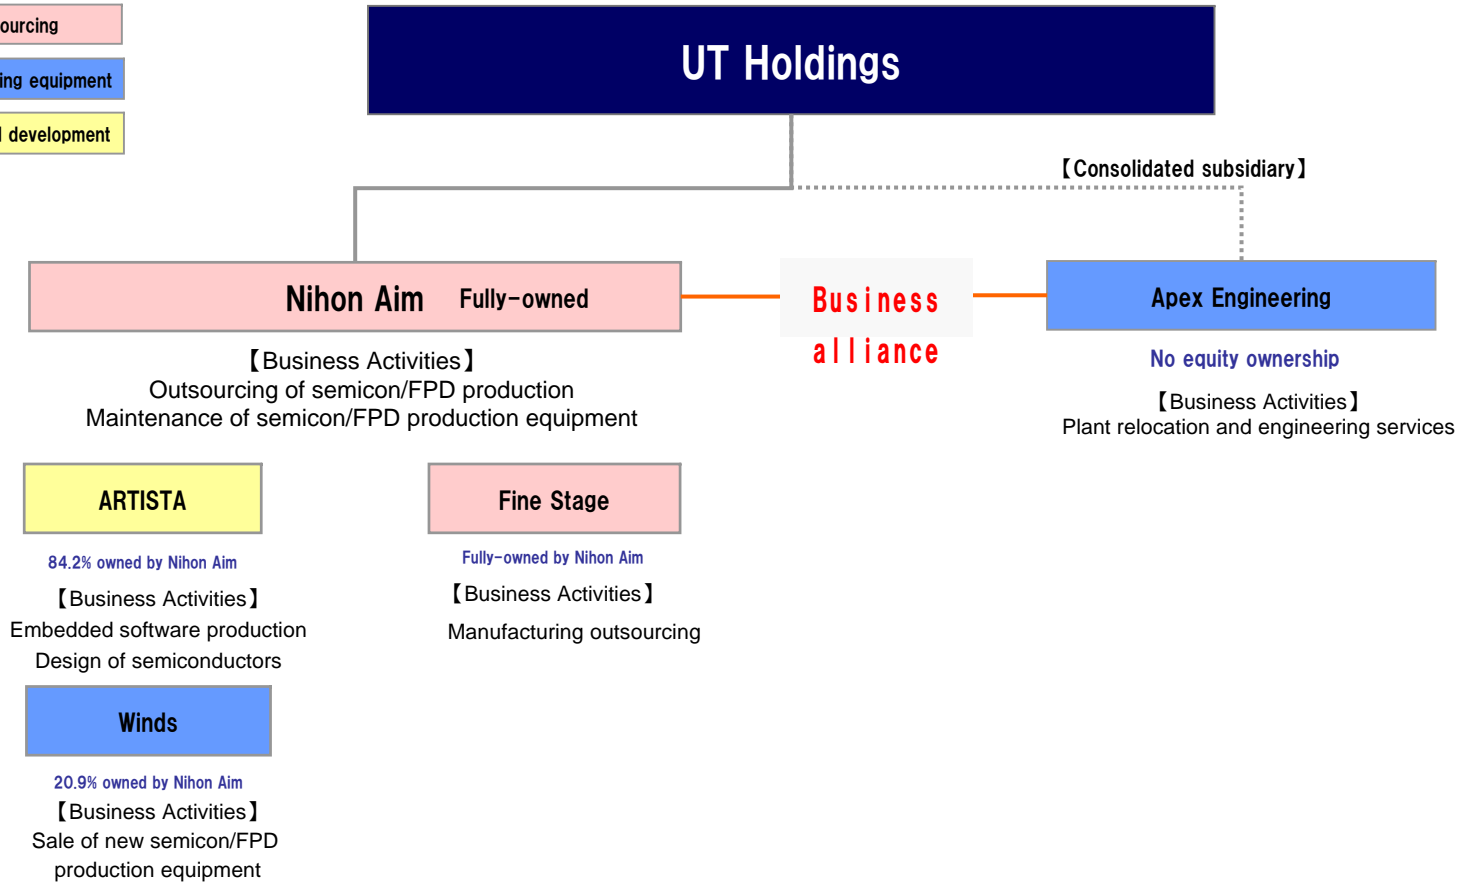 ourcing
UT Holdings
ing equipment
development
【Consolidated subsidiary】
Nihon Aim Fully-owned
Business
alliance
Apex Engineering
【Business Activities】
Outsourcing of semicon/FPD production
Maintenance of semicon/FPD production equipment
No equity ownership
【Business Activities】
Plant relocation and engineering services
ARTISTA
84.2% owned by Nihon Aim
【Business Activities】
Embedded software production
Design of semiconductors
Fine Stage
Fully-owned by Nihon Aim
【Business Activities】
Manufacturing outsourcing
Winds
20.9% owned by Nihon Aim
【Business Activities】
Sale of new semicon/FPD
production equipment